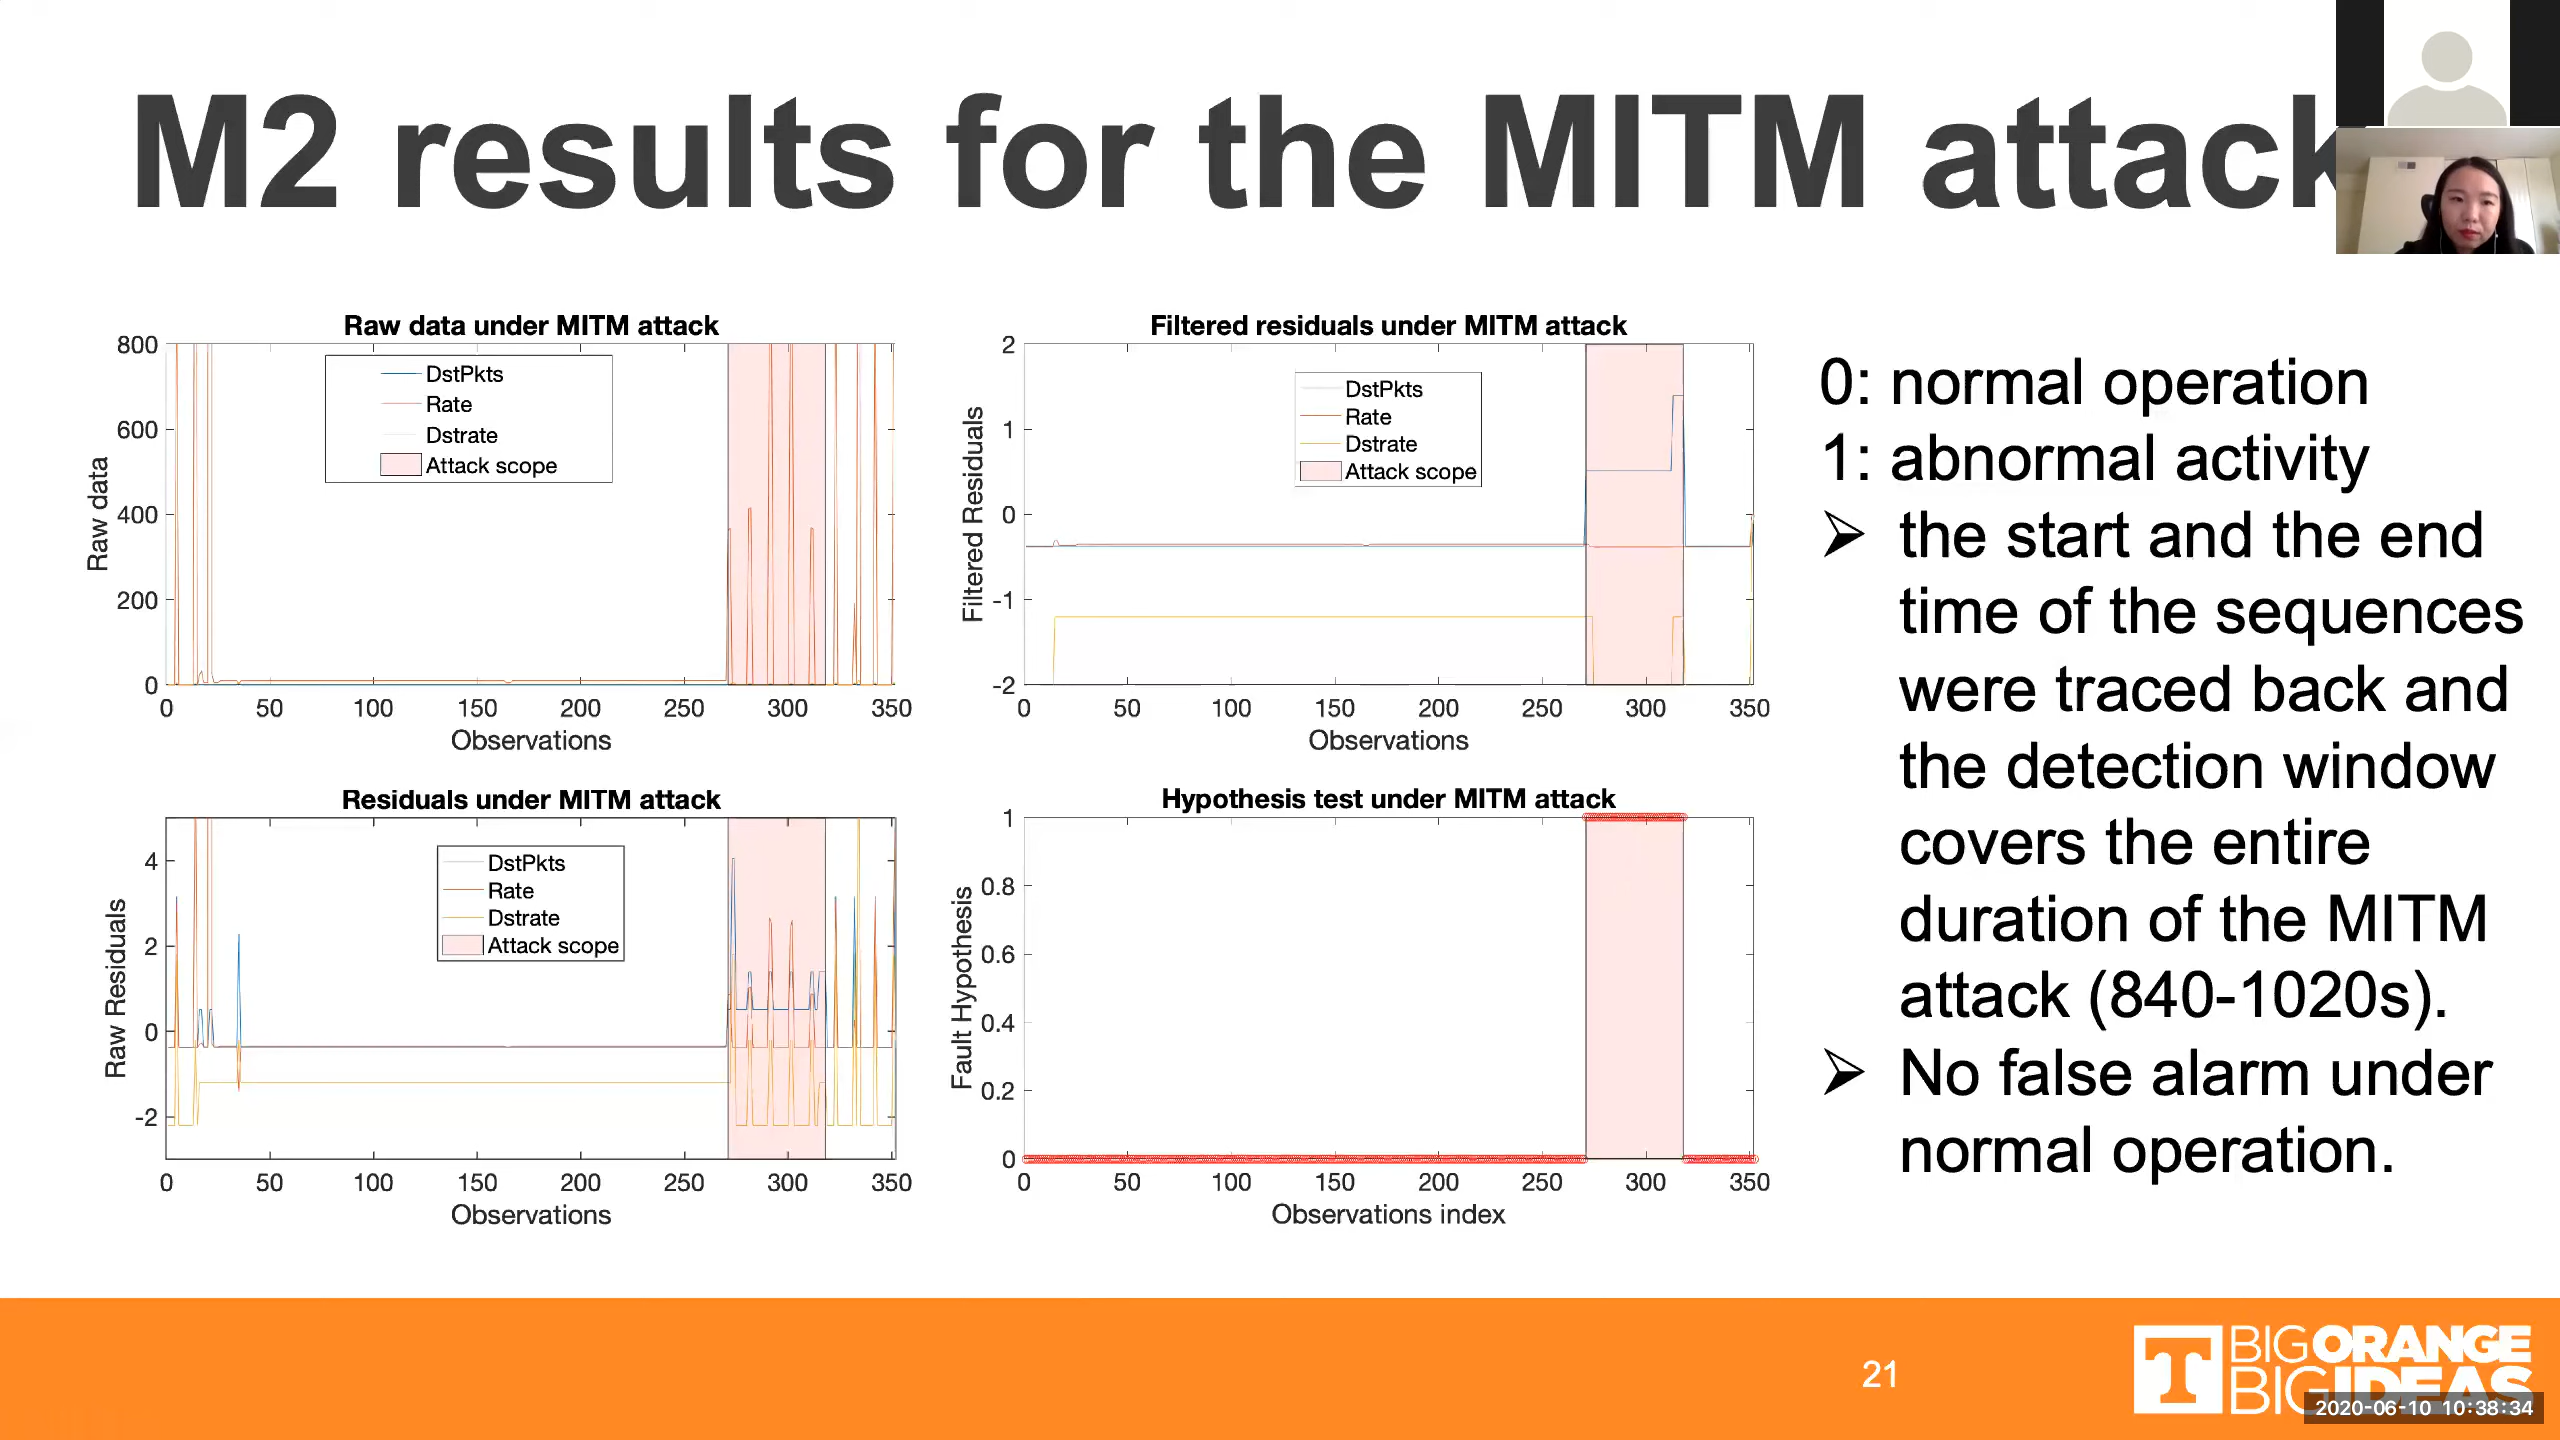 M2 results for the MITM attack
Raw data under MITM attack
800
600
400
200
0
Raw data
DstPkts
Rate
Dstrate
Attack scope
0 50 100 150 200 250 300 350
Observations
Filtered residuals under MITM attack
2
1
0
-1
-2
Filtered Residuals
DstPkts
Rate
Dstrate
Attack scope
0 50 100 150 200 250 300 350
Observations
Residuals under MITM attack
4
2
0
-2
Raw Residuals
DstPkts
Rate
Dstrate
Attack scope
0 50 100 150 200 250 300 350
Observations
Hypothesis test under MITM attack
1
0.8
0.6
0.4
0.2
0
Fault Hypothesis
0 50 100 150 200 250 300 350
Observations index
0: normal operation
1: abnormal activity
➢ the start and the end
time of the sequences
were traced back and
the detection window
covers the entire
duration of the MITM
attack (840-1020s).
➢ No false alarm under
normal operation.
21
T
BIG ORANGE
BIG IDEAS
2020-06-10 10:38:34